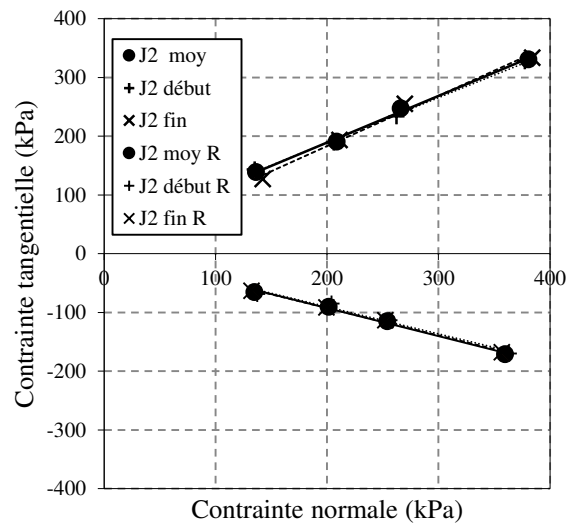 400
300
200
100
0
-100
-200
-300
-400
J2 moy
J2 début
J2 fin
J2 moy R
J2 début R
J2 fin R
0 100 200 300 400
Contrainte tangentielle (kPa)
Contrainte normale (kPa)